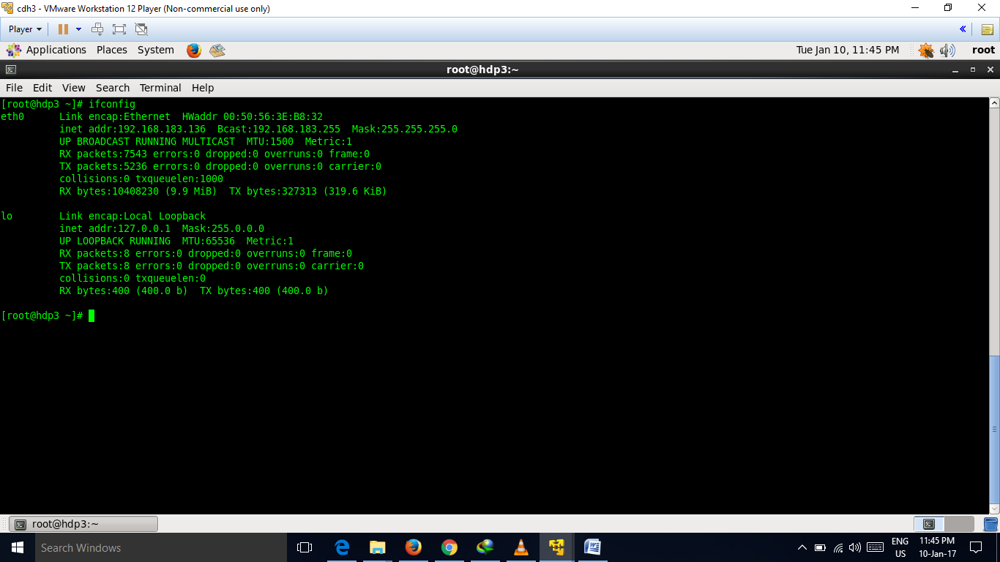 cdh3 - VMware Workstation 12 Player (Non-commercial use only)
Player
Applications Places System Tue Jan 10, 11:45 PM root
root@hdp3:~
File Edit View Search Terminal Help
[root@hdp3 ~]# ifconfig
eth0      Link encap:Ethernet  HWaddr 00:50:56:3E:B8:32
          inet addr:192.168.183.136  Bcast:192.168.183.255  Mask:255.255.255.0
          UP BROADCAST RUNNING MULTICAST  MTU:1500  Metric:1
          RX packets:7543 errors:0 dropped:0 overruns:0 frame:0
          TX packets:5236 errors:0 dropped:0 overruns:0 carrier:0
          collisions:0 txqueuelen:1000
          RX bytes:10408230 (9.9 MiB)  TX bytes:327313 (319.6 KiB)
lo        Link encap:Local Loopback
          inet addr:127.0.0.1  Mask:255.0.0.0
          UP LOOPBACK RUNNING  MTU:65536  Metric:1
          RX packets:8 errors:0 dropped:0 overruns:0 frame:0
          TX packets:8 errors:0 dropped:0 overruns:0 carrier:0
          collisions:0 txqueuelen:0
          RX bytes:400 (400.0 b)  TX bytes:400 (400.0 b)
[root@hdp3 ~]#
root@hdp3:~
Search Windows
ENG 11:45 PM
US 10-Jan-17